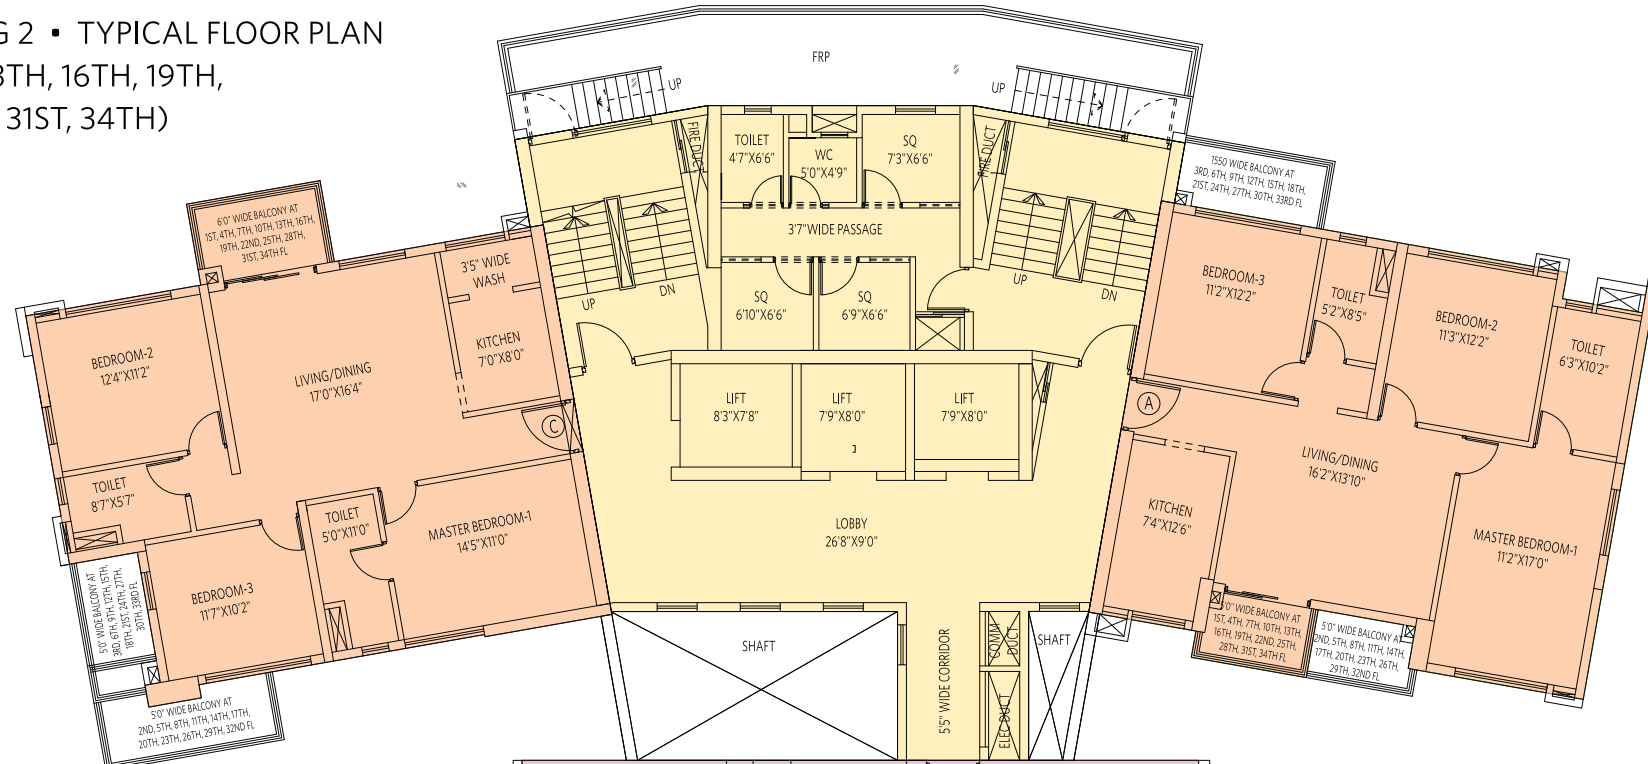 G 2 • TYPICAL FLOOR PLAN
3TH, 16TH, 19TH,
31ST, 34TH)
FRP
UP
UP
FIRE DUCT
TOILET
4'7"X6'6"
WC
5'0"X4'9"
SQ
7'3"X6'6"
FIRE DUCT
1550 WIDE BALCONY AT
3RD, 6TH, 9TH, 12TH, 15TH, 18TH,
21ST, 24TH, 27TH, 30TH, 33RD FL
6'0" WIDE BALCONY AT
1ST, 4TH, 7TH, 10TH, 13TH, 16TH,
19TH, 22ND, 25TH, 28TH,
31ST, 34TH FL
3'7"WIDE PASSAGE
3'5" WIDE
WASH
UP
DN
SQ
6'10"X6'6"
SQ
6'9"X6'6"
UP
DN
BEDROOM-3
11'2"X12'2"
TOILET
5'2"X8'5"
BEDROOM-2
11'3"X12'2"
TOILET
6'3"X10'2"
BEDROOM-2
12'4"X11'2"
LIVING/DINING
17'0"X16'4"
KITCHEN
7'0"X8'0"
LIFT
8'3"X7'8"
LIFT
7'9"X8'0"
LIFT
7'9"X8'0"
C
A
LIVING/DINING
16'2"X13'10"
TOILET
8'7"X5'7"
TOILET
5'0"X11'0"
MASTER BEDROOM-1
14'5"X11'0"
LOBBY
26'8"X9'0"
KITCHEN
7'4"X12'6"
MASTER BEDROOM-1
11'2"X17'0"
BEDROOM-3
11'7"X10'2"
5'0" WIDE BALCONY AT
3RD, 6TH, 9TH, 12TH, 15TH,
18TH, 21ST, 24TH, 27TH,
30TH, 33RD FL
SHAFT
5'5" WIDE CORRIDOR
COMM
DUCT
SHAFT
ELEC DUCT
5'0" WIDE BALCONY AT
1ST, 4TH, 7TH, 10TH, 13TH,
16TH, 19TH, 22ND, 25TH,
28TH, 31ST, 34TH FL
5'0" WIDE BALCONY AT
2ND, 5TH, 8TH, 11TH, 14TH,
17TH, 20TH, 23TH, 26TH,
29TH, 32ND FL
5'0" WIDE BALCONY AT
2ND, 5TH, 8TH, 11TH, 14TH, 17TH,
20TH, 23TH, 26TH, 29TH, 32ND FL